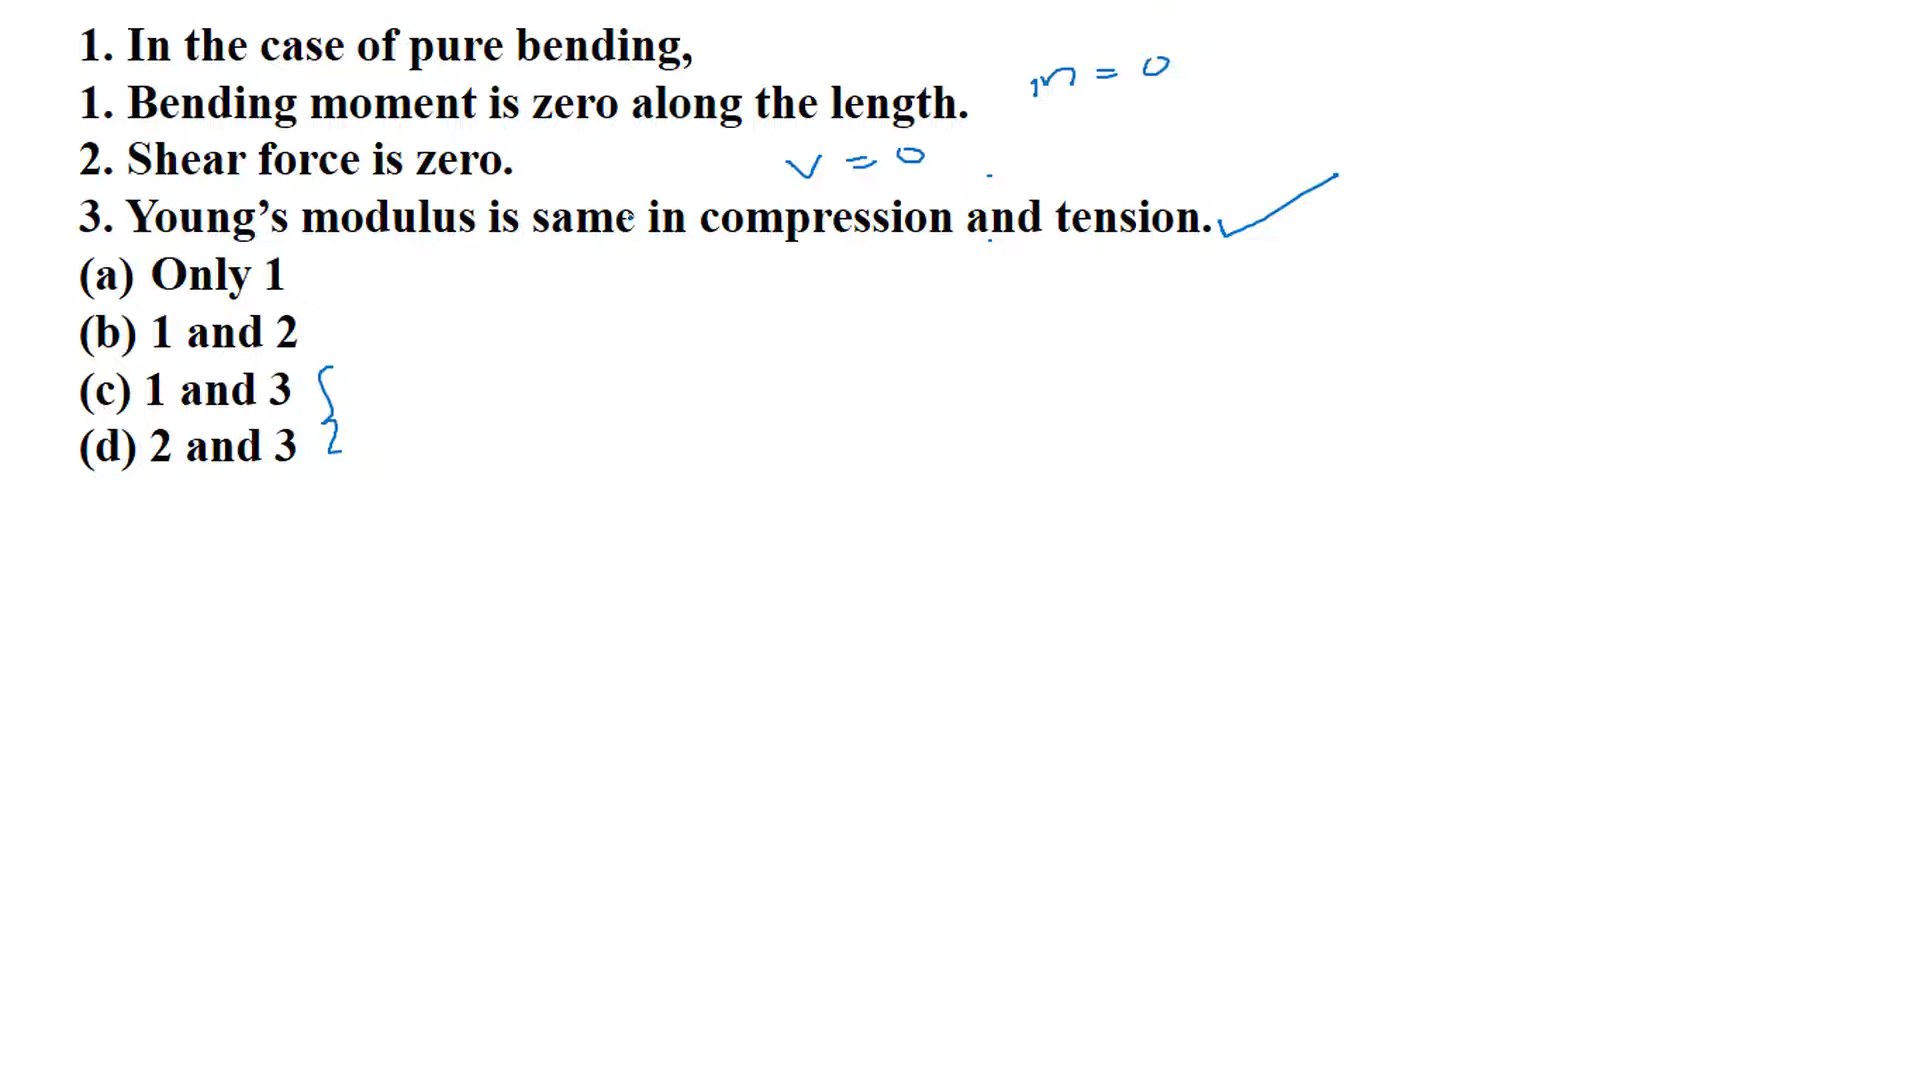 1. In the case of pure bending,
m = 0
1. Bending moment is zero along the length.
2. Shear force is zero.
v = 0
3. Young’s modulus is same in compression and tension.
(a) Only 1
(b) 1 and 2
(c) 1 and 3
(d) 2 and 3